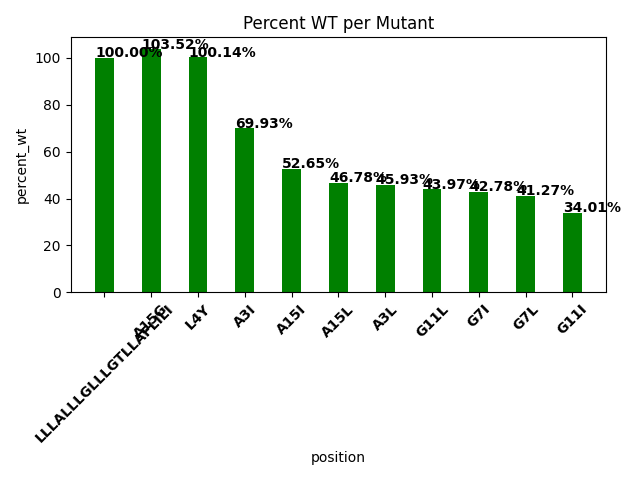 Percent WT per Mutant
percent_wt
100
80
60
40
20
0
100.00%
103.52%
100.14%
69.93%
52.65%
46.78%
45.93%
43.97%
42.78%
41.27%
34.01%
L4Y
A3I
A15I
A15L
A3L
G11L
G7I
G7L
G11I
position